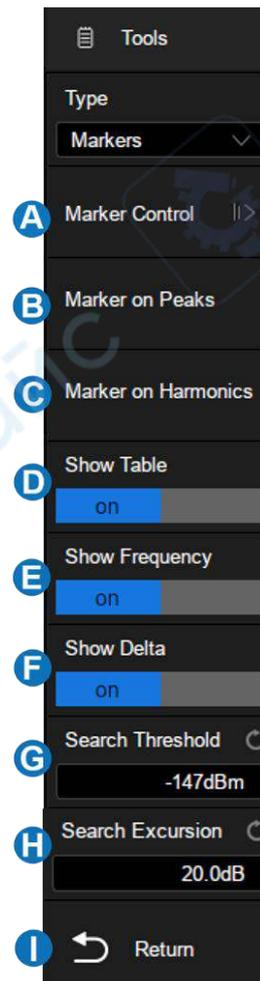 Tools
Type
Markers
A Marker Control
B Marker on Peaks
C Marker on Harmonics
Show Table
D
on
Show Frequency
E
on
Show Delta
F
on
Search Threshold
G
-147dBm
Search Excursion
H
20.0dB
I Return